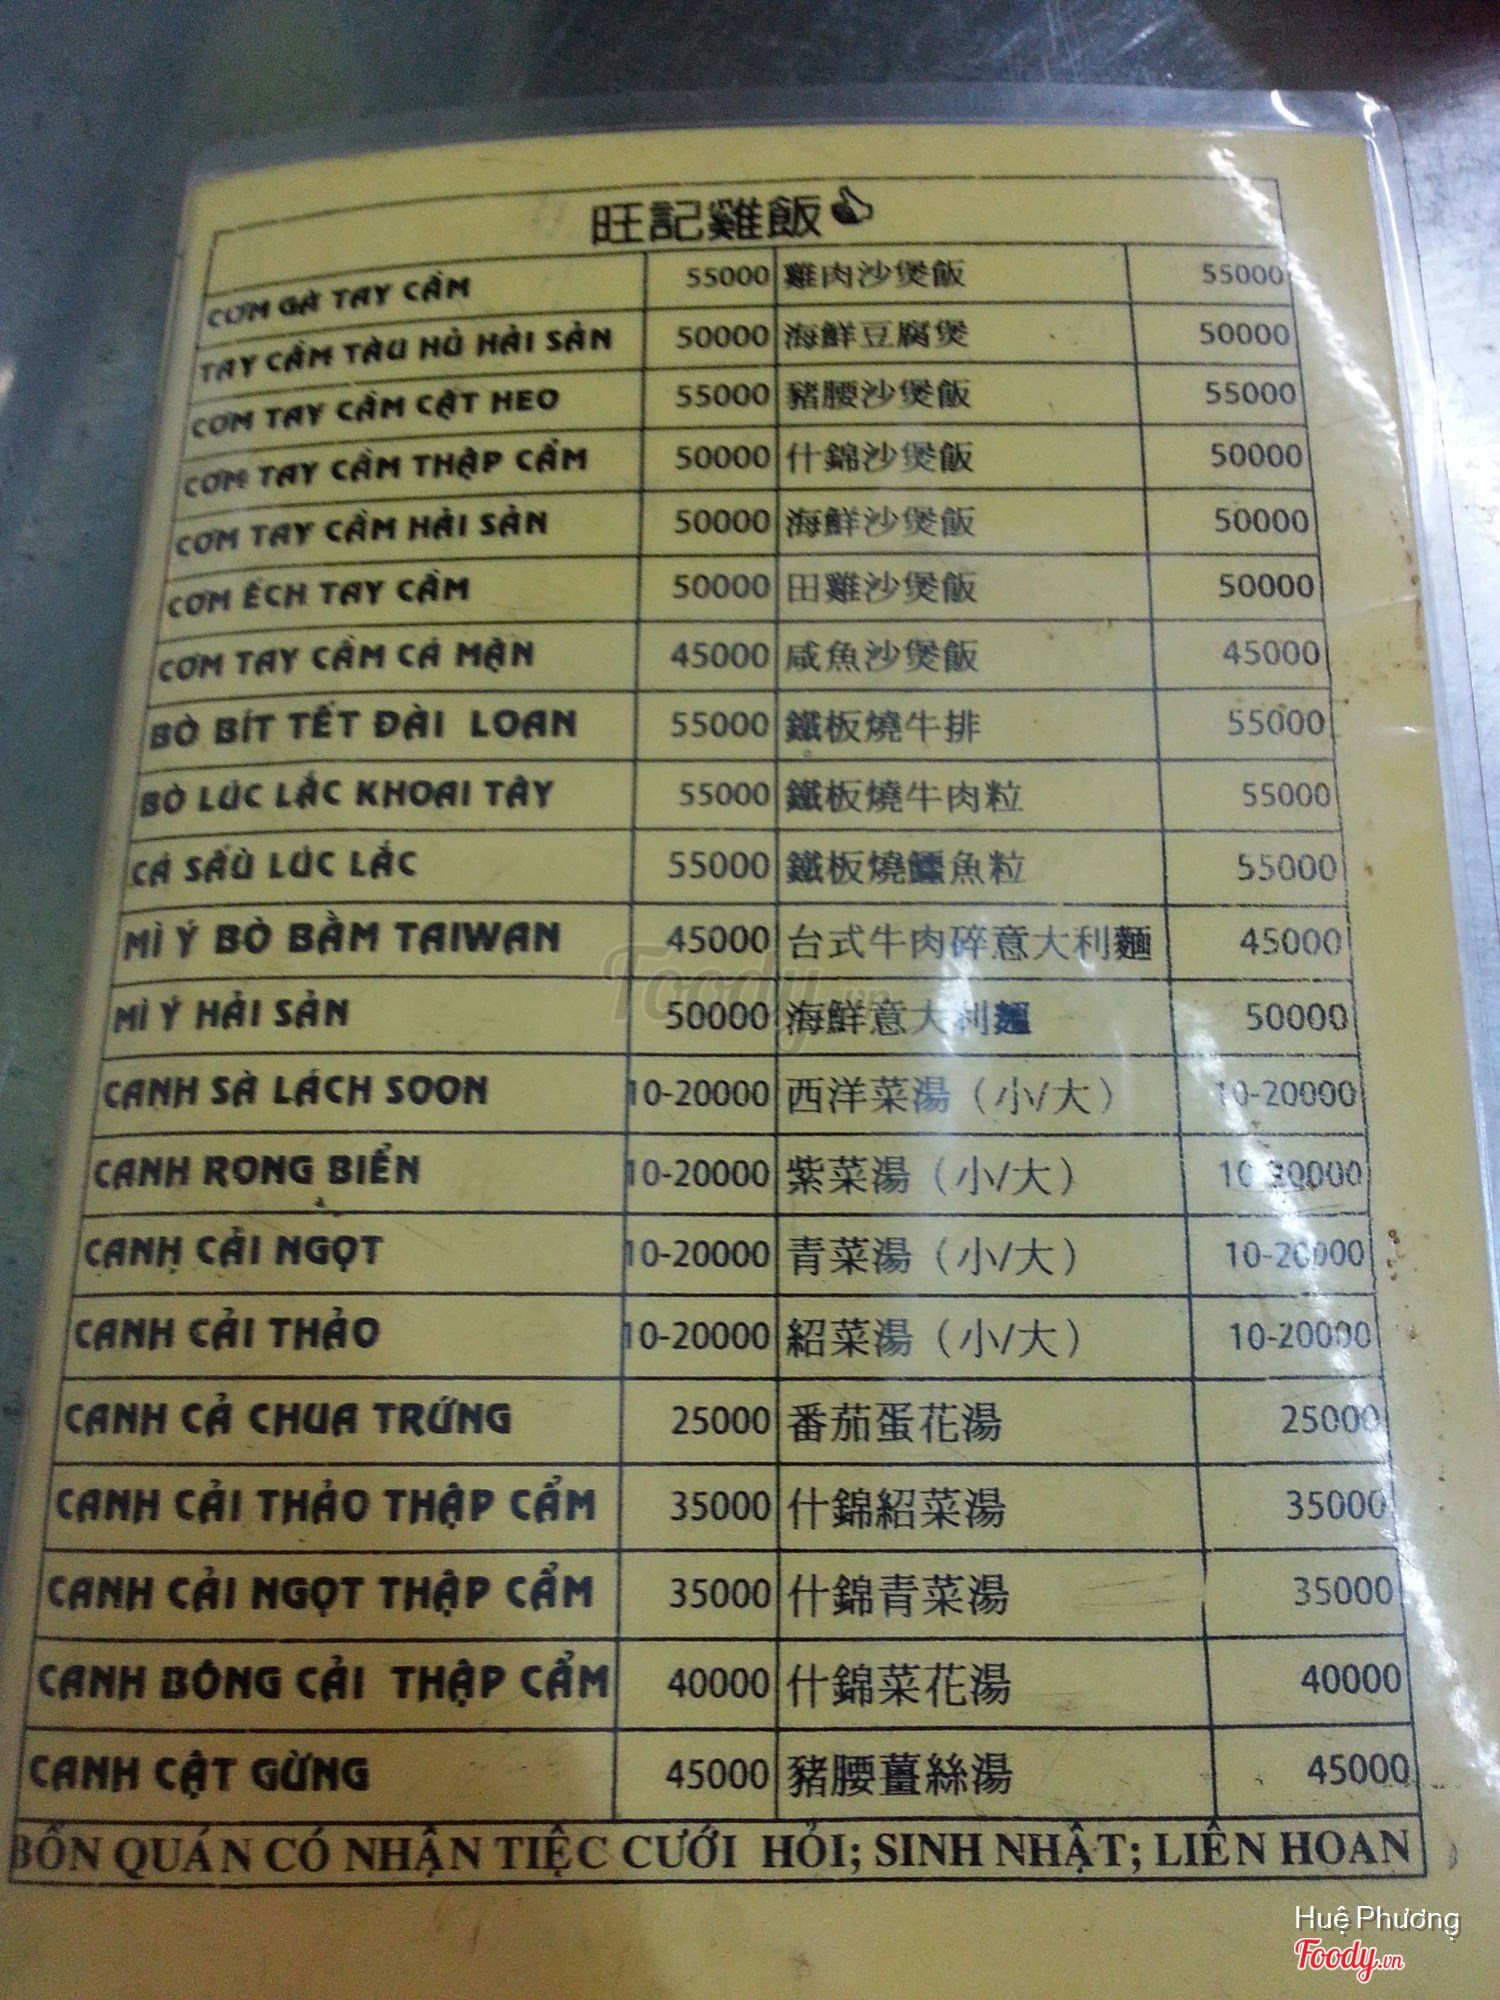 旺記雞飯
CƠM GÀ TAY CẦM 55000 雞肉沙煲飯 55000
TAY CẦM TÀU HỦ HẢI SẢN 50000 海鮮豆腐煲 50000
CƠM TAY CẦM CẬT HEO 55000 豬腰沙煲飯 55000
CƠM TAY CẦM THẬP CẨM 50000 什錦沙煲飯 50000
CƠM TAY CẦM HẢI SẢN 50000 海鮮沙煲飯 50000
CƠM ẾCH TAY CẦM 50000 田雞沙煲飯 50000
CƠM TAY CẦM CÁ MẶN 45000 咸魚沙煲飯 45000
BÒ BÍT TẾT ĐÀI LOAN 55000 鐵板燒牛排 55000
BÒ LÚC LẮC KHOAI TÂY 55000 鐵板燒牛肉粒 55000
CÁ SẤU LÚC LẮC 55000 鐵板燒鱷魚粒 55000
MÌ Ý BÒ BẰM TAIWAN 45000 台式牛肉碎意大利麵 45000
MÌ Ý HẢI SẢN 50000 海鮮意大利麵 50000
CANH SÀ LÁCH SOON 10-20000 西洋菜湯（小/大） 10-20000
CANH RONG BIỂN 10-20000 紫菜湯（小/大） 10-20000
CANH CẢI NGỌT 10-20000 青菜湯（小/大） 10-20000
CANH CẢI THẢO 10-20000 紹菜湯（小/大） 10-20000
CANH CẢ CHUA TRỨNG 25000 番茄蛋花湯 25000
CANH CẢI THẢO THẬP CẨM 35000 什錦紹菜湯 35000
CANH CẢI NGỌT THẬP CẨM 35000 什錦青菜湯 35000
CANH BÔNG CẢI THẬP CẨM 40000 什錦菜花湯 40000
CANH CẬT GỪNG 45000 豬腰薑絲湯 45000
BỔN QUÁN CÓ NHẬN TIỆC CƯỚI HỎI; SINH NHẬT; LIÊN HOAN
Foody.vn
Huệ Phương
Foody.vn